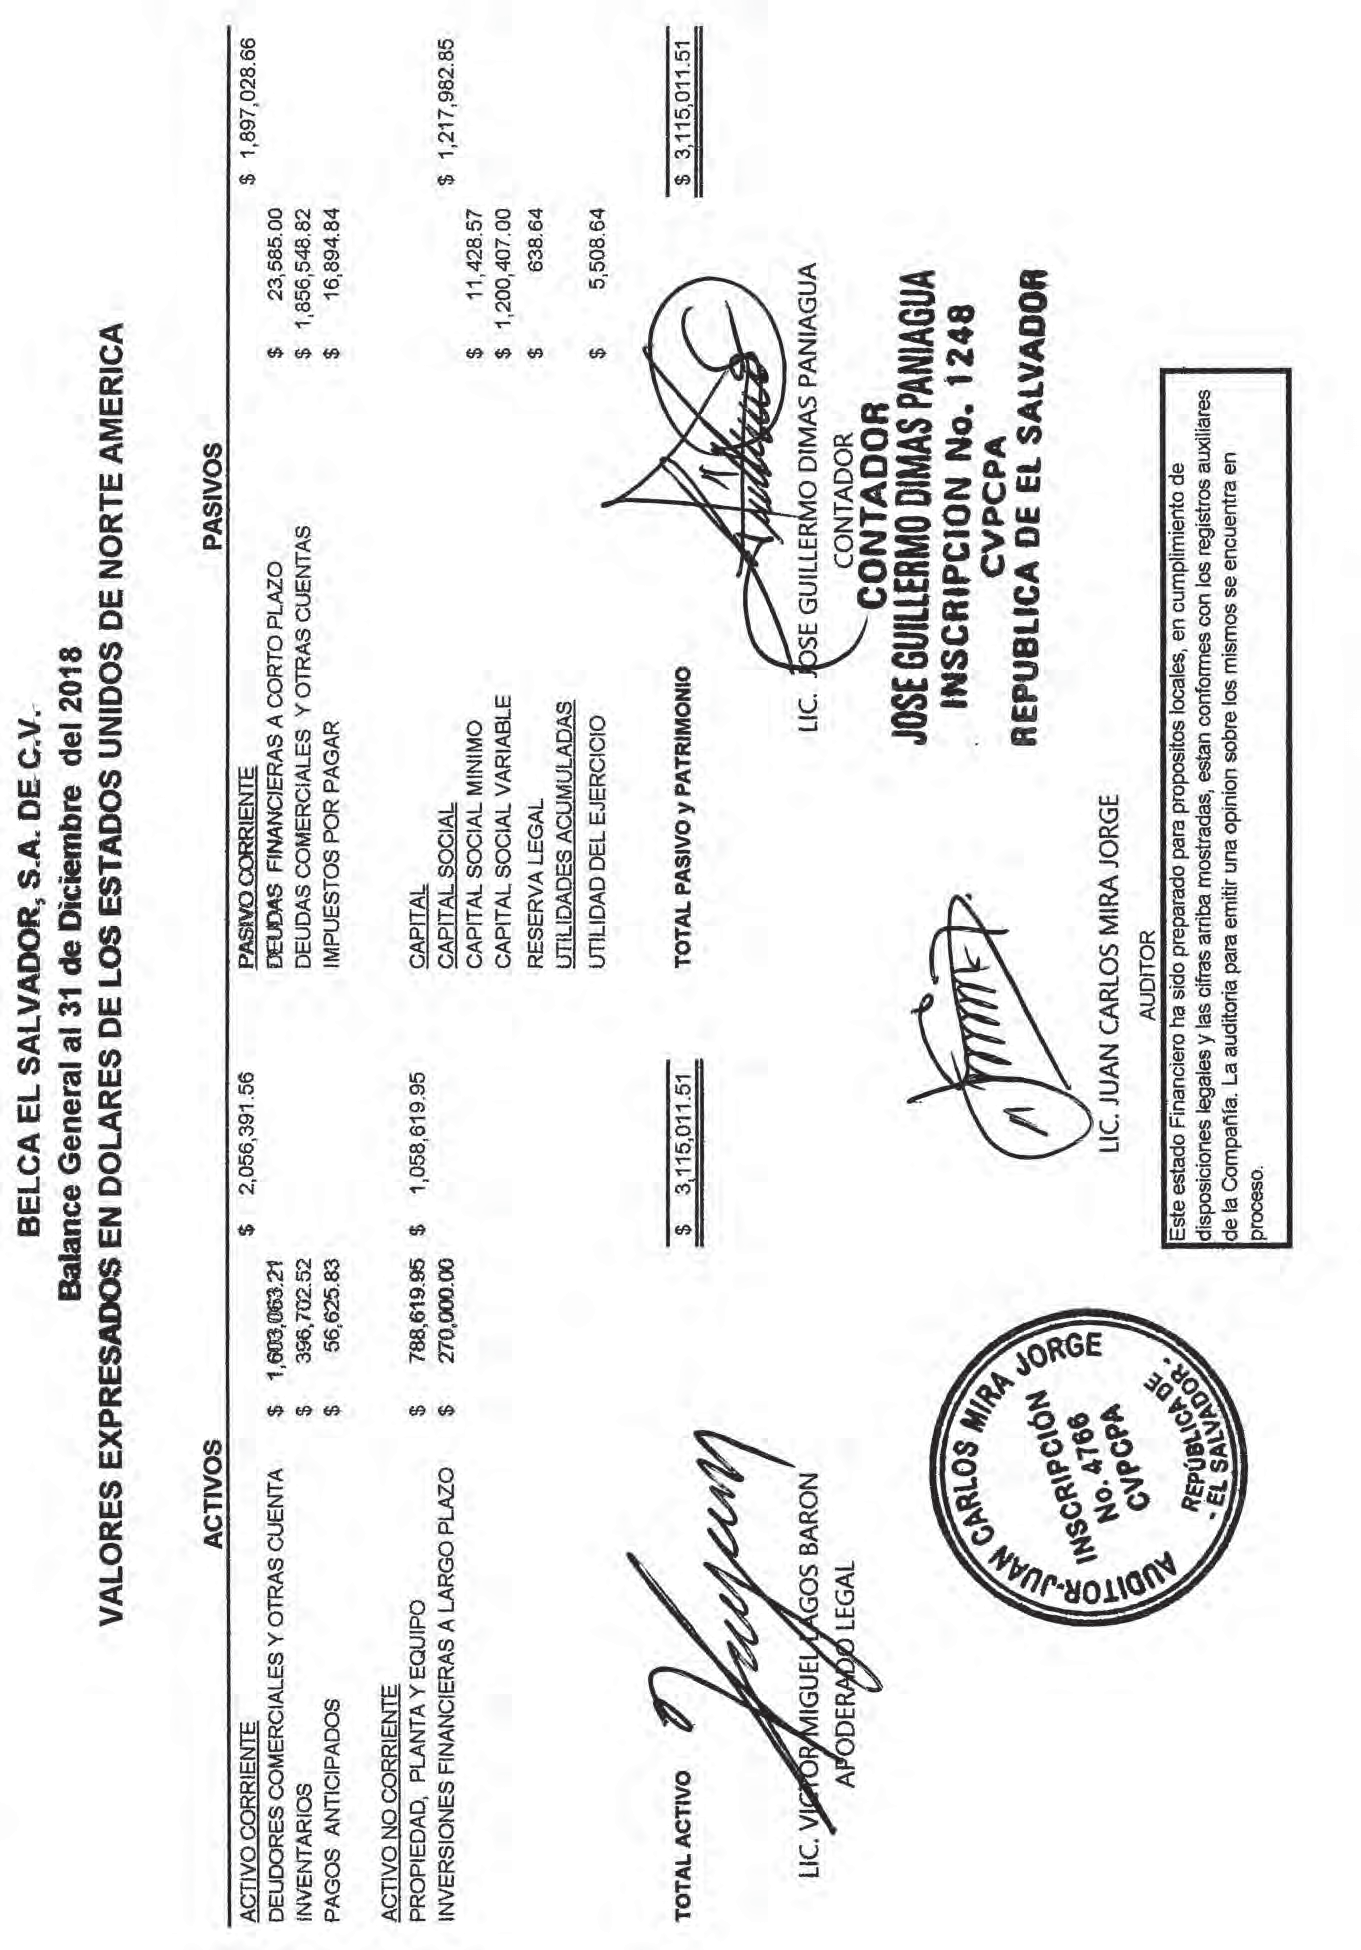 BELCA EL SALVADOR, S.A. DE C.V.
Balance General al 31 de Diciembre del 2018
VALORES EXPRESADOS EN DOLARES DE LOS ESTADOS UNIDOS DE NORTE AMERICA
ACTIVOS
ACTIVO CORRIENTE $ 2,056,391.56
DEUDORES COMERCIALES Y OTRAS CUENTA $ 1,603,063.21
INVENTARIOS $ 396,702.52
PAGOS ANTICIPADOS $ 56,625.83
ACTIVO NO CORRIENTE
PROPIEDAD, PLANTA Y EQUIPO $ 788,619.95 $ 1,058,619.95
INVERSIONES FINANCIERAS A LARGO PLAZO $ 270,000.00
TOTAL ACTIVO $ 3,115,011.51
PASIVOS
PASIVO CORRIENTE $ 1,897,028.66
DEUDAS FINANCIERAS A CORTO PLAZO $ 23,585.00
DEUDAS COMERCIALES Y OTRAS CUENTAS $ 1,856,548.82
IMPUESTOS POR PAGAR $ 16,894.84
CAPITAL
CAPITAL SOCIAL $ 1,217,982.85
CAPITAL SOCIAL MINIMO $ 11,428.57
CAPITAL SOCIAL VARIABLE $ 1,200,407.00
RESERVA LEGAL $ 638.64
UTILIDADES ACUMULADAS
UTILIDAD DEL EJERCICIO $ 5,508.64
TOTAL PASIVO y PATRIMONIO $ 3,115,011.51
LIC. VICTOR MIGUEL LAGOS BARON
APODERADO LEGAL
LIC. JOSE GUILLERMO DIMAS PANIAGUA
CONTADOR
CONTADOR
JOSE GUILLERMO DIMAS PANIAGUA
INSCRIPCION No. 1248
CVPCPA
REPUBLICA DE EL SALVADOR
LIC. JUAN CARLOS MIRA JORGE
AUDITOR
AUDITOR-JUAN CARLOS MIRA JORGE
INSCRIPCIÓN
No. 4766
CVPCPA
REPÚBLICA DE -
- EL SALVADOR -
Este estado Financiero ha sido preparado para propositos locales, en cumplimiento de
disposiciones legales y las cifras arriba mostradas, estan conformes con los registros auxiliares
de la Compañía. La auditoria para emitir una opinion sobre los mismos se encuentra en
proceso.